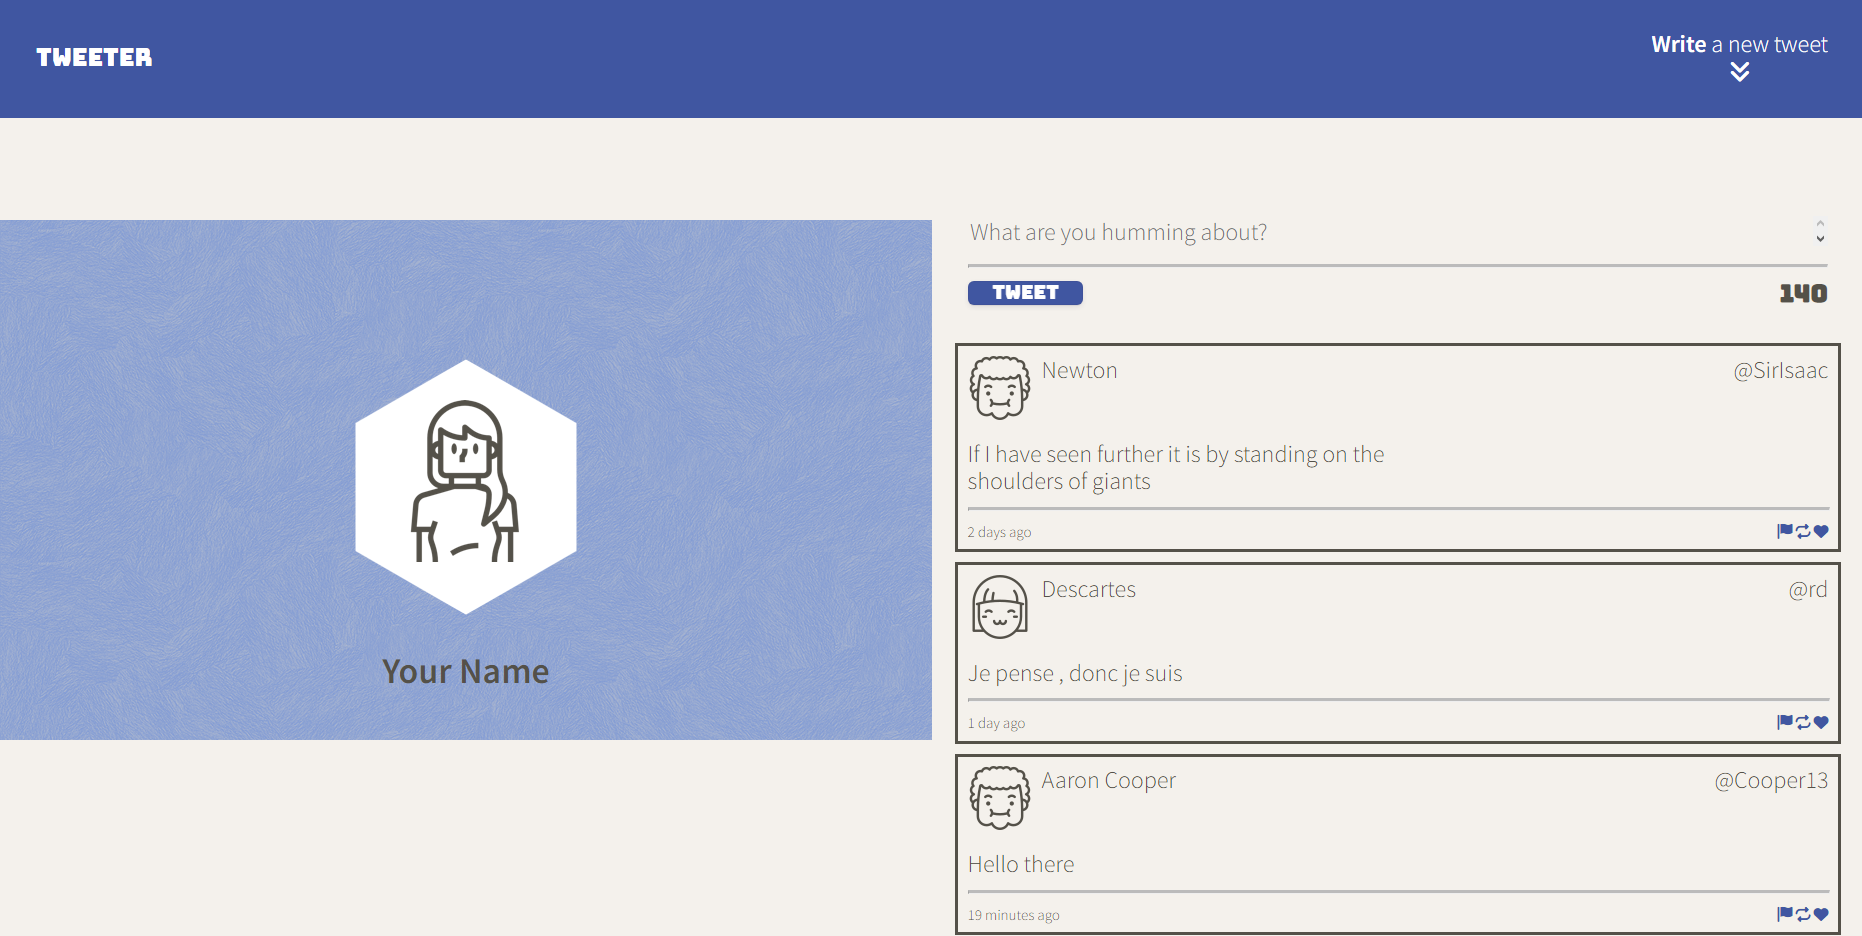 TWEETER
Write a new tweet
Your Name
What are you humming about?
TWEET
140
Newton
@SirIsaac
If I have seen further it is by standing on the
shoulders of giants
2 days ago
Descartes
@rd
Je pense , donc je suis
1 day ago
Aaron Cooper
@Cooper13
Hello there
19 minutes ago